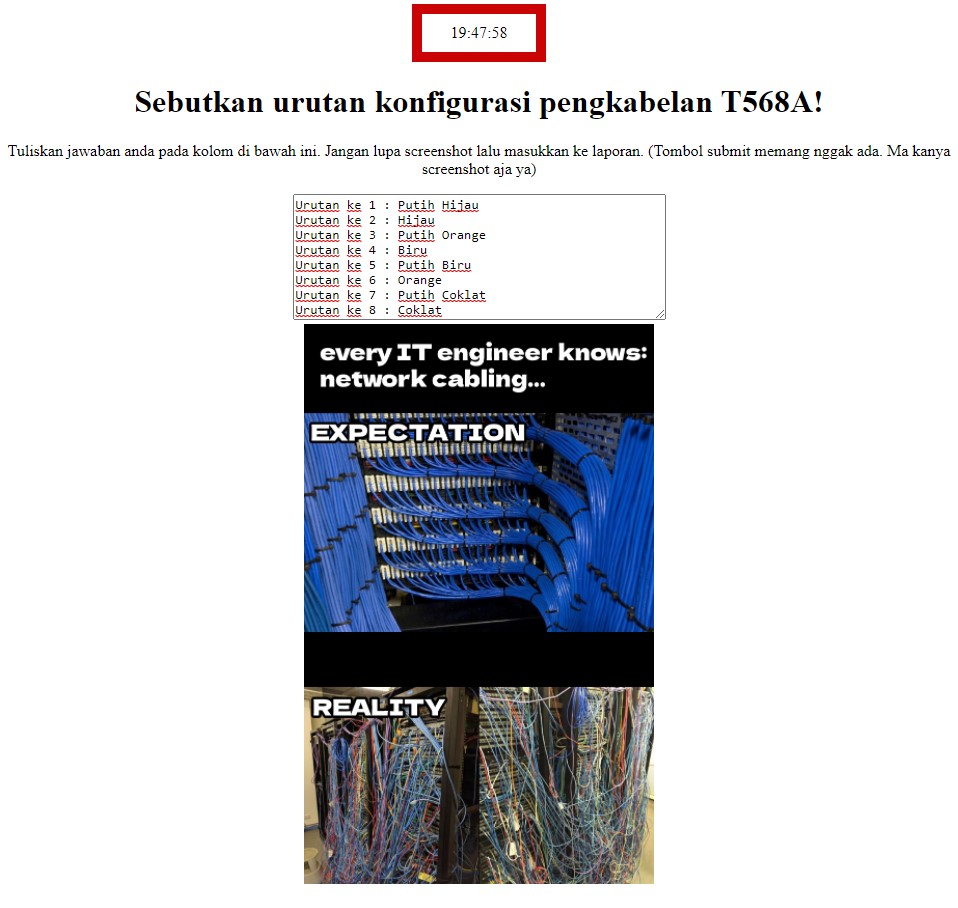 19:47:58
Sebutkan urutan konfigurasi pengkabelan T568A!
Tuliskan jawaban anda pada kolom di bawah ini. Jangan lupa screenshot lalu masukkan ke laporan. (Tombol submit memang nggak ada. Ma kanya
screenshot aja ya)
Urutan ke 1 : Putih Hijau
Urutan ke 2 : Hijau
Urutan ke 3 : Putih Orange
Urutan ke 4 : Biru
Urutan ke 5 : Putih Biru
Urutan ke 6 : Orange
Urutan ke 7 : Putih Coklat
Urutan ke 8 : Coklat
every IT engineer knows:
network cabling...
EXPECTATION
REALITY